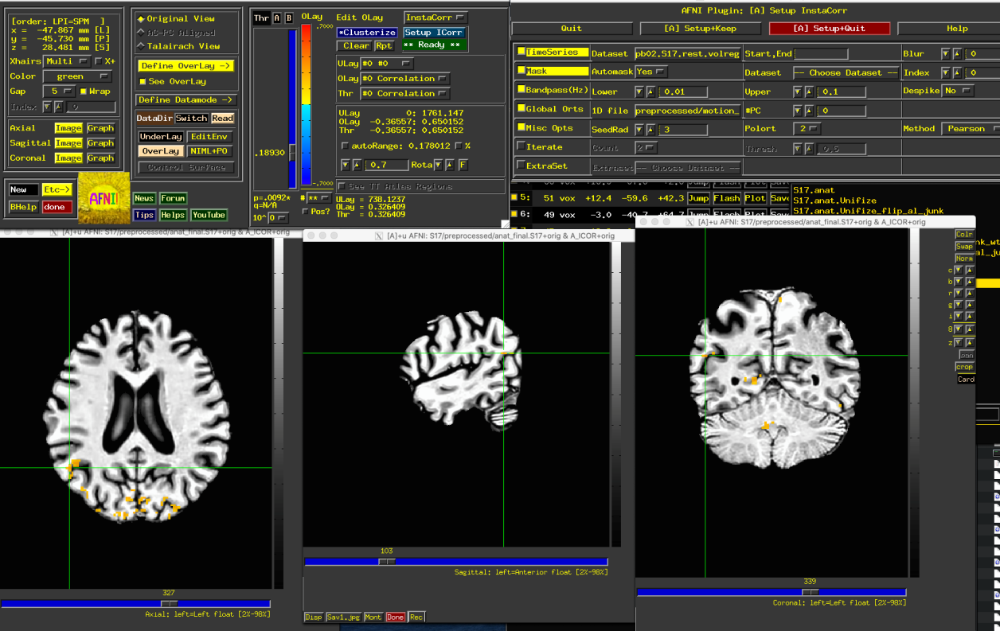 [order: LPI=SPM ]
x = -47.867 mm [L]
y = -45.730 mm [P]
z = 28.481 mm [S]
Xhairs Multi X+
Color green
Gap 5 Wrap
Index 0
Axial Image Graph
Sagittal Image Graph
Coronal Image Graph
New Etc->
BHelp done
AFNI!
News Forum
Tips Helps YouTube
Original View
AC-PC Aligned
Talairach View
Define OverLay ->
See OverLay
Define Datamode ->
DataDir Switch Read
UnderLay EditEnv
OverLay NIML+PO
Control Surface
Thr A B
OLay
.7000
-.7000
.18930
p=.0092*
q=N/A
10^ 0
# **
Pos?
Edit OLay InstaCorr
*Clusterize Setup ICorr
Clear Rpt ** Ready **
ULay #0 #0
OLay #0 Correlation
Thr #0 Correlation
ULay 0: 1761.147
OLay -0.36557: 0.650152
Thr -0.36557: 0.650152
autoRange: 0.178012 %
0.7 Rota F
See TT Atlas Regions
ULay = 738.1237
OLay = 0.326409
Thr = 0.326409
AFNI Plugin: [A] Setup InstaCorr
Quit [A] Setup+Keep [A] Setup+Quit Help
TimeSeries Dataset pb02.S17.rest.volreg Start,End Blur 0
Mask Automask Yes Dataset -- Choose Dataset -- Index 0
Bandpass(Hz) Lower 0.01 Upper 0.1 Despike No
Global Orts 1D file preprocessed/motion_ #PC 0
Misc Opts SeedRad 3 Polort 2 Method Pearson
Iterate Count 2 Thresh 0.5
ExtraSet Extraset -- Choose Dataset --
5: 51 vox +12.4 -59.6 +42.3 Jump Flash Plot Save
6: 49 vox -3.0 -40.7 +64.7 Jump Flash Plot Save
S17.anat
S17.anat.Unifize
S17.anat.Unifize_flip_al_junk
[A]+u AFNI: S17/preprocessed/anat_final.S17+orig & A_ICOR+orig
327
Axial: left=Left float [2%-98%]
[A]+u AFNI: S17/preprocessed/anat_final.S17+orig & A_ICOR+orig
103
Sagittal: left=Anterior float [2%-98%]
Disp Sav1.jpg Mont Done Rec
[A]+u AFNI: S17/preprocessed/anat_final.S17+orig & A_ICOR+orig
Colr
Swap
Norm
c
b
r
g
i
8
z
pan
crop
Card
339
Coronal: left=Left float [2%-98%]